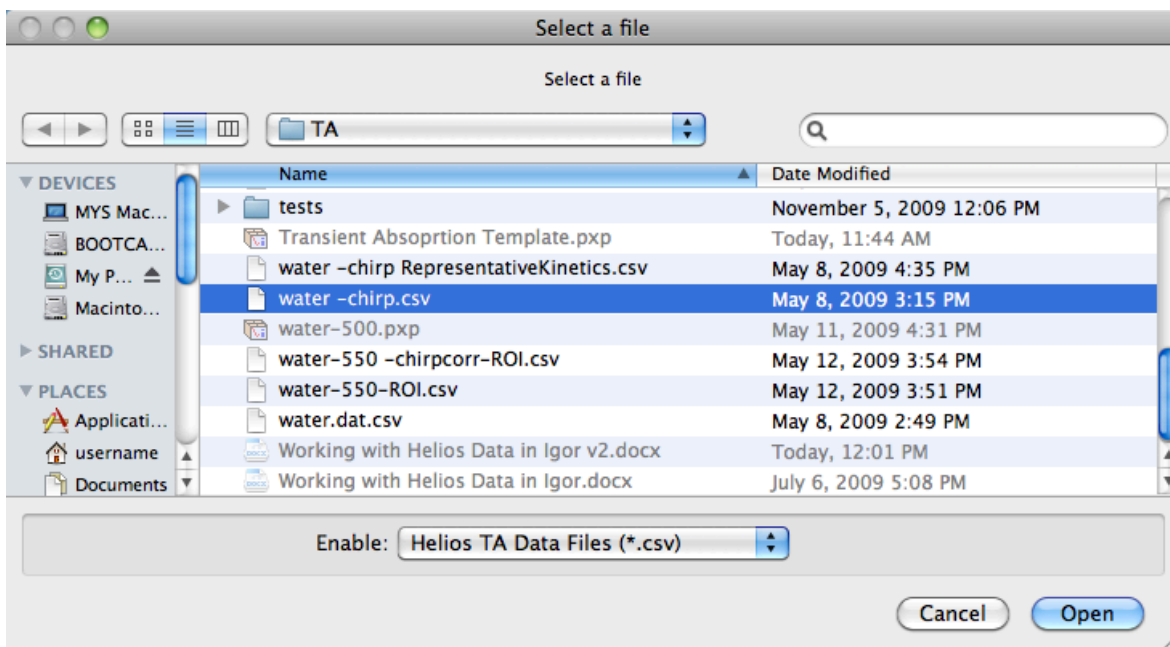 Select a file
Select a file
TA
Name Date Modified
▼ DEVICES
MYS Mac...
BOOTCA...
My P...
Macinto...
▶ SHARED
▼ PLACES
Applicati...
username
Documents
tests November 5, 2009 12:06 PM
Transient Absoprtion Template.pxp Today, 11:44 AM
water -chirp RepresentativeKinetics.csv May 8, 2009 4:35 PM
water -chirp.csv May 8, 2009 3:15 PM
water-500.pxp May 11, 2009 4:31 PM
water-550 -chirpcorr-ROI.csv May 12, 2009 3:54 PM
water-550-ROI.csv May 12, 2009 3:51 PM
water.dat.csv May 8, 2009 2:49 PM
Working with Helios Data in Igor v2.docx Today, 12:01 PM
Working with Helios Data in Igor.docx July 6, 2009 5:08 PM
Enable: Helios TA Data Files (*.csv)
Cancel Open